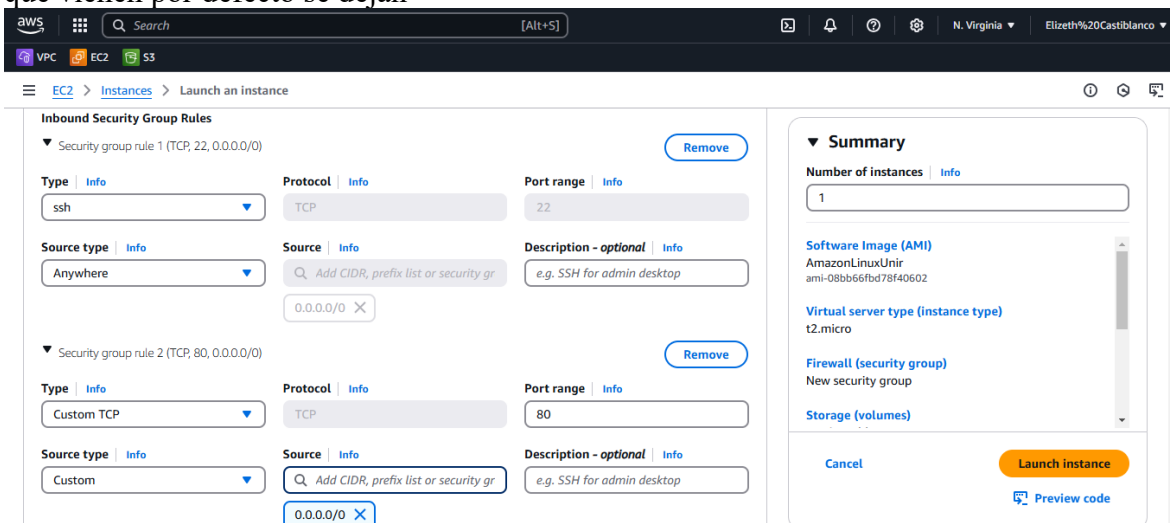 que vienen por defecto se dejan
aws Search [Alt+S] N. Virginia Elizeth%20Castiblanco
VPC EC2 S3
EC2 > Instances > Launch an instance
Inbound Security Group Rules
Security group rule 1 (TCP, 22, 0.0.0.0/0)
Remove
Type Info
Protocol Info
Port range Info
ssh
TCP
22
Source type Info
Source Info
Description - optional Info
Anywhere
Add CIDR, prefix list or security gr
e.g. SSH for admin desktop
0.0.0.0/0
Security group rule 2 (TCP, 80, 0.0.0.0/0)
Remove
Type Info
Protocol Info
Port range Info
Custom TCP
TCP
80
Source type Info
Source Info
Description - optional Info
Custom
Add CIDR, prefix list or security gr
e.g. SSH for admin desktop
0.0.0.0/0
Summary
Number of instances Info
1
Software Image (AMI)
AmazonLinuxUnir
ami-08bb66fbd78f40602
Virtual server type (instance type)
t2.micro
Firewall (security group)
New security group
Storage (volumes)
Cancel
Launch instance
Preview code